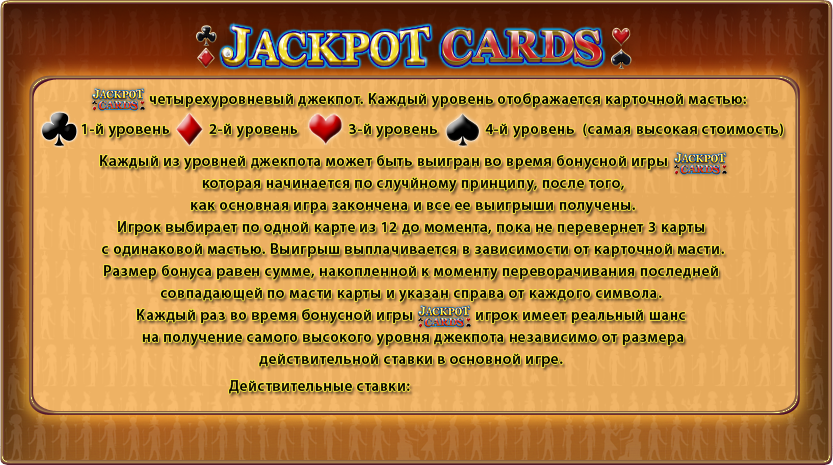 JACKPOT CARDS
JACKPOT CARDS четырехуровневый джекпот. Каждый уровень отображается карточной мастью:
1-й уровень 2-й уровень 3-й уровень 4-й уровень (самая высокая стоимость)
Каждый из уровней джекпота может быть выигран во время бонусной игры JACKPOT CARDS
которая начинается по случйному принципу, после того,
как основная игра закончена и все ее выигрыши получены.
Игрок выбирает по одной карте из 12 до момента, пока не перевернет 3 карты
с одинаковой мастью. Выигрыш выплачивается в зависимости от карточной масти.
Размер бонуса равен сумме, накопленной к моменту переворачивания последней
совпадающей по масти карты и указан справа от каждого символа.
Каждый раз во время бонусной игры JACKPOT CARDS игрок имеет реальный шанс
на получение самого высокого уровня джекпота независимо от размера
действительной ставки в основной игре.
Действительные ставки: